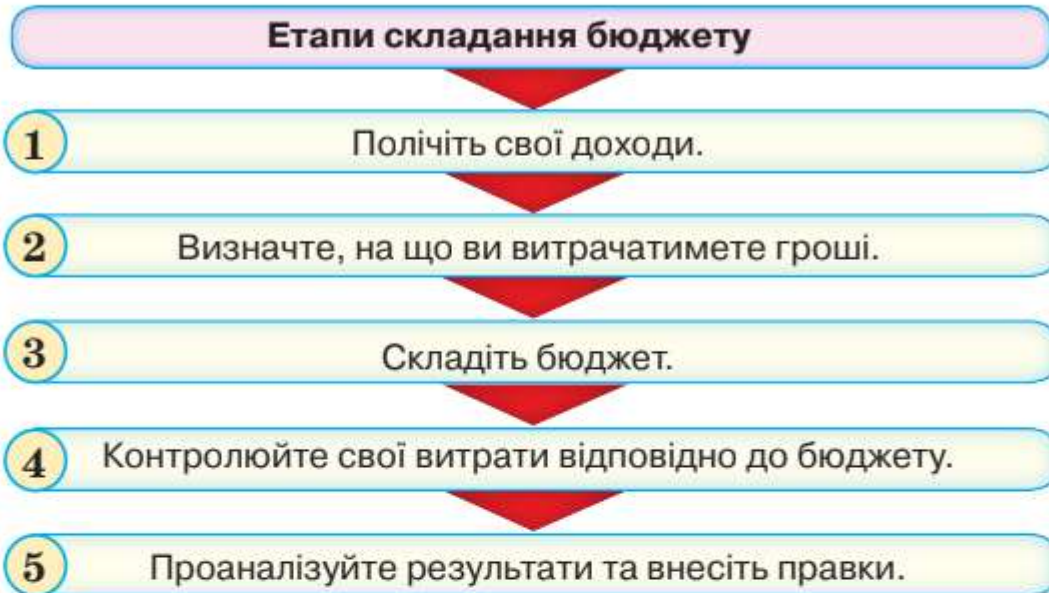 Етапи складання бюджету
1 Полічіть свої доходи.
2 Визначте, на що ви витрачатимете гроші.
3 Складіть бюджет.
4 Контролюйте свої витрати відповідно до бюджету.
5 Проаналізуйте результати та внесіть правки.